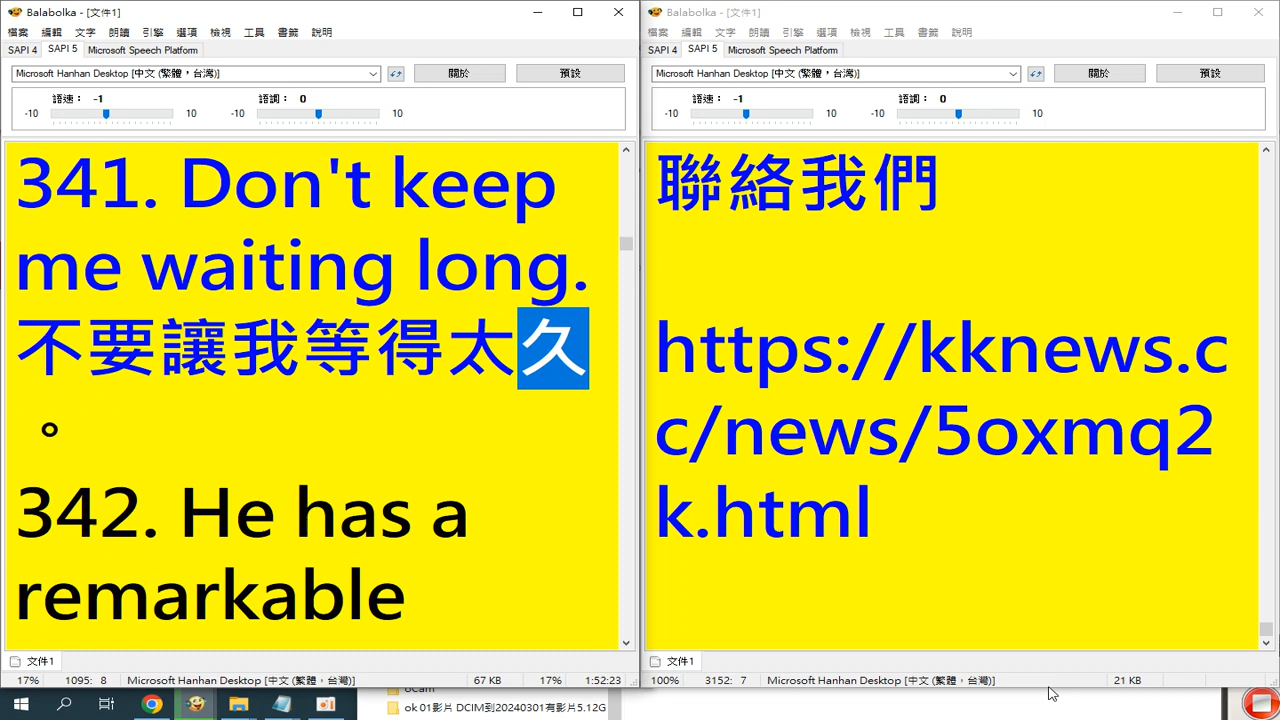 Balabolka - [文件1]
檔案 編輯 文字 朗讀 引擎 選項 檢視 工具 書籤 說明
SAPI 4 SAPI 5 Microsoft Speech Platform
Microsoft Hanhan Desktop [中文 (繁體，台灣)] 關於 預設
語速： -1 語調： 0
-10 10 -10 10
341. Don't keep
me waiting long.
不要讓我等得太久
。
342. He has a
remarkable
文件1
17% 1095: 8 Microsoft Hanhan Desktop [中文 (繁體，台灣)] 67 KB 17% 1:52:23
Balabolka - [文件1]
檔案 編輯 文字 朗讀 引擎 選項 檢視 工具 書籤 說明
SAPI 4 SAPI 5 Microsoft Speech Platform
Microsoft Hanhan Desktop [中文 (繁體，台灣)] 關於 預設
語速： -1 語調： 0
-10 10 -10 10
聯絡我們
https://kknews.c
c/news/5oxmq2
k.html
文件1
100% 3152: 7 Microsoft Hanhan Desktop [中文 (繁體，台灣)] 21 KB
oCam
ok 01影片 DCIM到20240301有影片5.12G